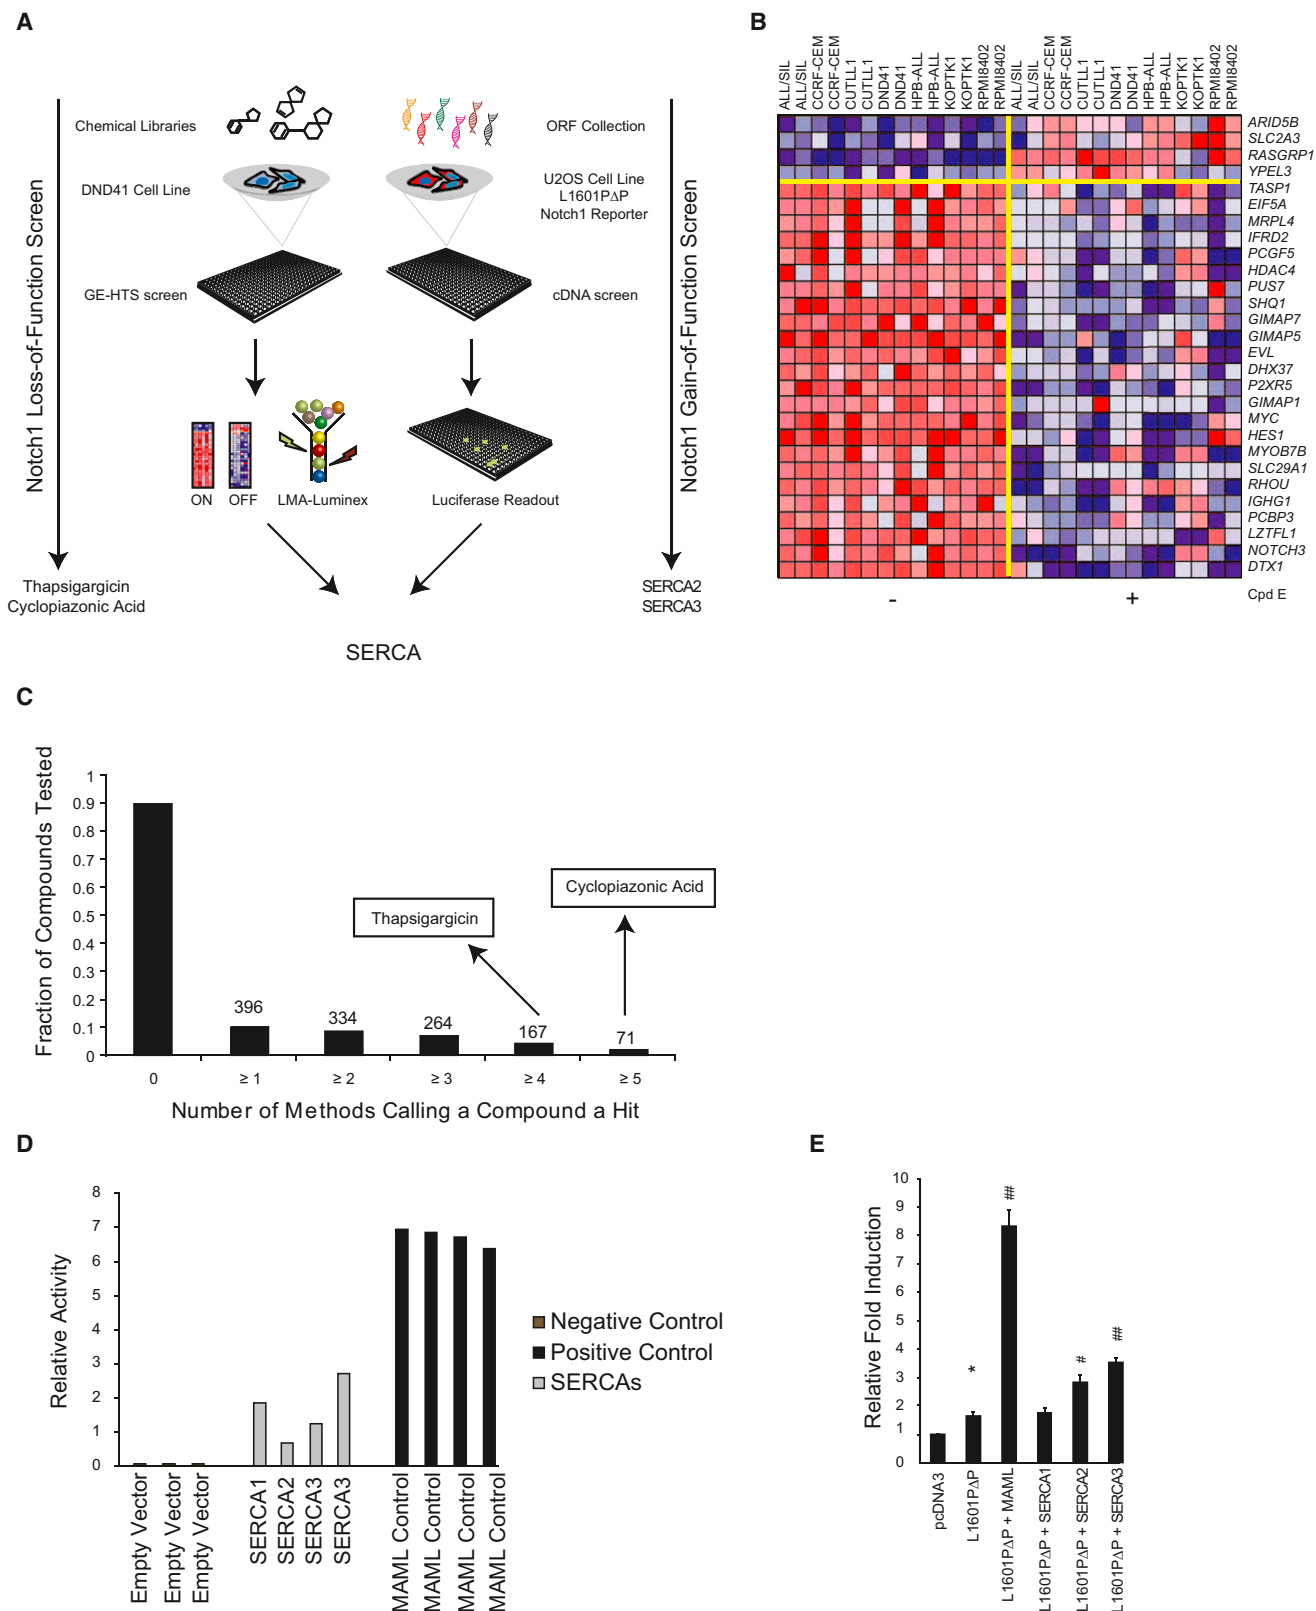 A
Chemical Libraries
ORF Collection
DND41 Cell Line
U2OS Cell Line
L1601PΔP
Notch1 Reporter
Notch1 Loss-of-Function Screen
Notch1 Gain-of-Function Screen
GE-HTS screen
cDNA screen
ON
OFF
LMA-Luminex
Luciferase Readout
Thapsigargicin
Cyclopiazonic Acid
SERCA2
SERCA3
SERCA
B
ALL/SIL
ALL/SIL
CCRF-CEM
CCRF-CEM
CUTLL1
CUTLL1
DND41
DND41
HPB-ALL
HPB-ALL
KOPTK1
KOPTK1
RPMI8402
RPMI8402
ALL/SIL
ALL/SIL
CCRF-CEM
CCRF-CEM
CUTLL1
CUTLL1
DND41
DND41
HPB-ALL
HPB-ALL
KOPTK1
KOPTK1
RPMI8402
RPMI8402
ARID5B
SLC2A3
RASGRP1
YPEL3
TASP1
EIF5A
MRPL4
IFRD2
PCGF5
HDAC4
PUS7
SHQ1
GIMAP7
GIMAP5
EVL
DHX37
P2XR5
GIMAP1
MYC
HES1
MYOB7B
SLC29A1
RHOU
IGHG1
PCBP3
LZTFL1
NOTCH3
DTX1
- + Cpd E
C
Fraction of Compounds Tested
1
0.9
0.8
0.7
0.6
0.5
0.4
0.3
0.2
0.1
0
Thapsigargicin
Cyclopiazonic Acid
396
334
264
167
71
0 ≥ 1 ≥ 2 ≥ 3 ≥ 4 ≥ 5
Number of Methods Calling a Compound a Hit
D
Relative Activity
8
7
6
5
4
3
2
1
0
Empty Vector
Empty Vector
Empty Vector
SERCA1
SERCA2
SERCA3
SERCA3
MAML Control
MAML Control
MAML Control
MAML Control
Negative Control
Positive Control
SERCAs
E
Relative Fold Induction
10
9
8
7
6
5
4
3
2
1
0
*
##
#
##
pcDNA3
L1601PΔP
L1601PΔP + MAML
L1601PΔP + SERCA1
L1601PΔP + SERCA2
L1601PΔP + SERCA3